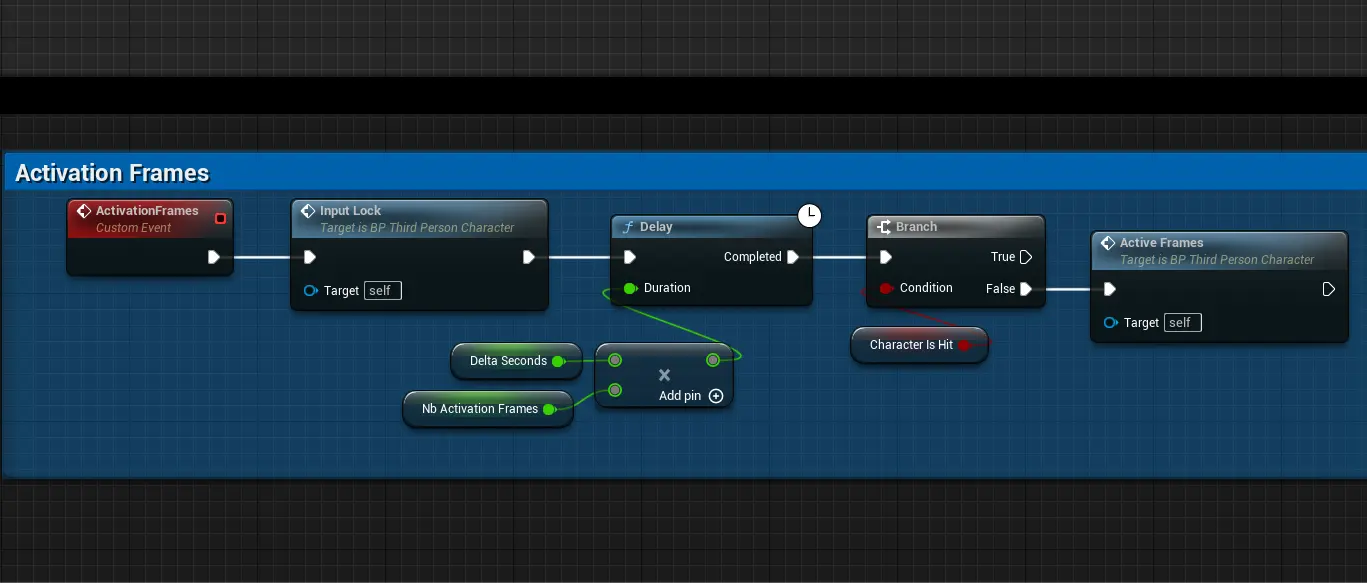 Activation Frames
ActivationFrames
Custom Event
Input Lock
Target is BP Third Person Character
Target self
Delay
Completed
Duration
Branch
True
Condition False
Active Frames
Target is BP Third Person Character
Target self
Character Is Hit
Delta Seconds
Add pin
Nb Activation Frames